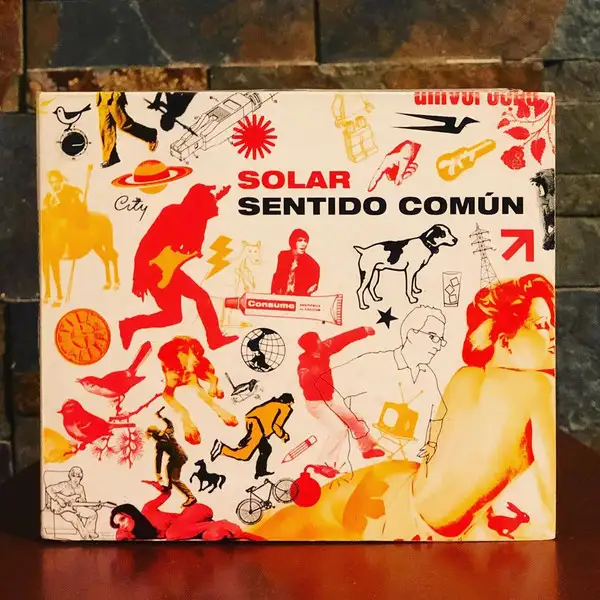 SOLAR
SENTIDO COMÚN
City
Consume